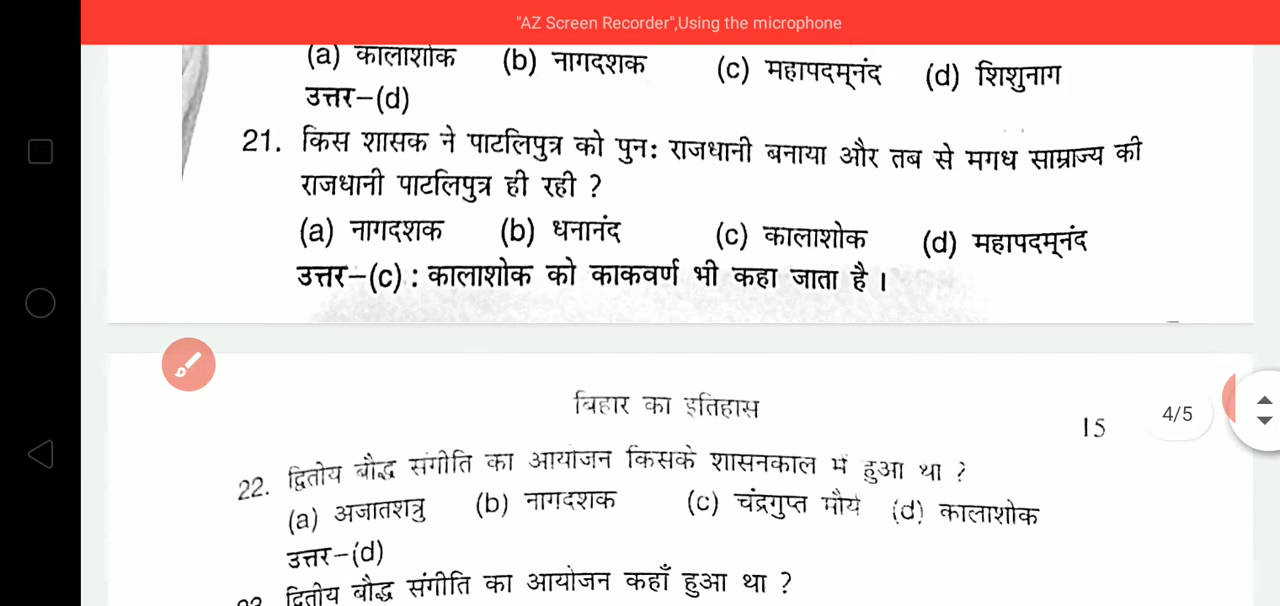 "AZ Screen Recorder",Using the microphone
(a) कालाशोक (b) नागदशक (c) महापदम्नंद (d) शिशुनाग
उत्तर–(d)
21. किस शासक ने पाटलिपुत्र को पुनः राजधानी बनाया और तब से मगध साम्राज्य की
राजधानी पाटलिपुत्र ही रही ?
(a) नागदशक (b) धनानंद (c) कालाशोक (d) महापदम्नंद
उत्तर–(c) : कालाशोक को काकवर्ण भी कहा जाता है ।
बिहार का इतिहास
15
4/5
22. द्वितीय बौद्ध संगीति का आयोजन किसके शासनकाल में हुआ था ?
(a) अजातशत्रु (b) नागदशक (c) चंद्रगुप्त मौर्य (d) कालाशोक
उत्तर–(d)
23. द्वितीय बौद्ध संगीति का आयोजन कहाँ हुआ था ?